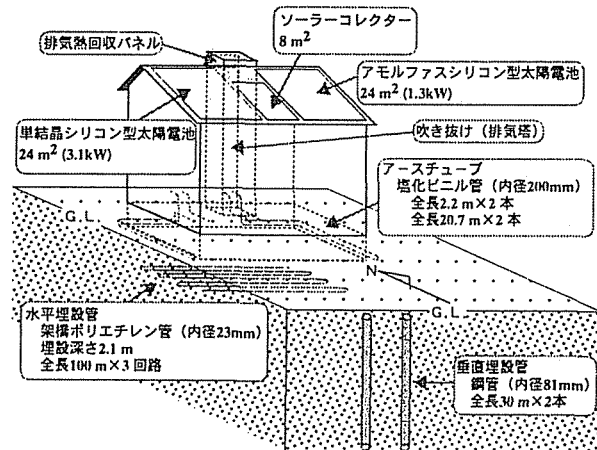 排気熱回収パネル
ソーラーコレクター
8 m²
アモルファスシリコン型太陽電池
24 m² (1.3kW)
単結晶シリコン型太陽電池
24 m² (3.1kW)
吹き抜け（排気塔）
アースチューブ
塩化ビニル管（内径200mm）
全長2.2 m×2 本
全長20.7 m×2 本
G.L.
N
G.L.
水平埋設管
架橋ポリエチレン管（内径23mm）
埋設深さ2.1 m
全長100 m×3 回路
垂直埋設管
鋼管（内径81mm）
全長30 m×2本